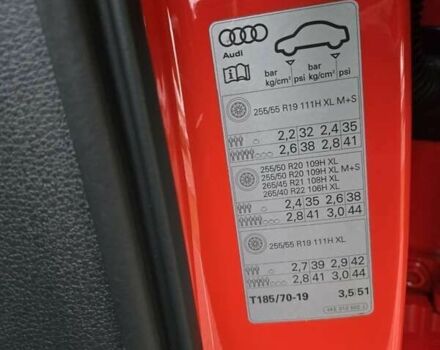 Audi
bar bar
kg/cm² psi kg/cm² psi
255/55 R19 111H XL M+S
2,2 32 2,4 35
2,6 38 2,8 41
255/50 R20 109H XL
255/50 R20 109H XL M+S
265/45 R21 108H XL
265/40 R22 106H XL
2,4 35 2,6 38
2,8 41 3,0 44
255/55 R19 111H XL
2,7 39 2,9 42
2,8 41 3,0 44
T185/70-19 3,5 51